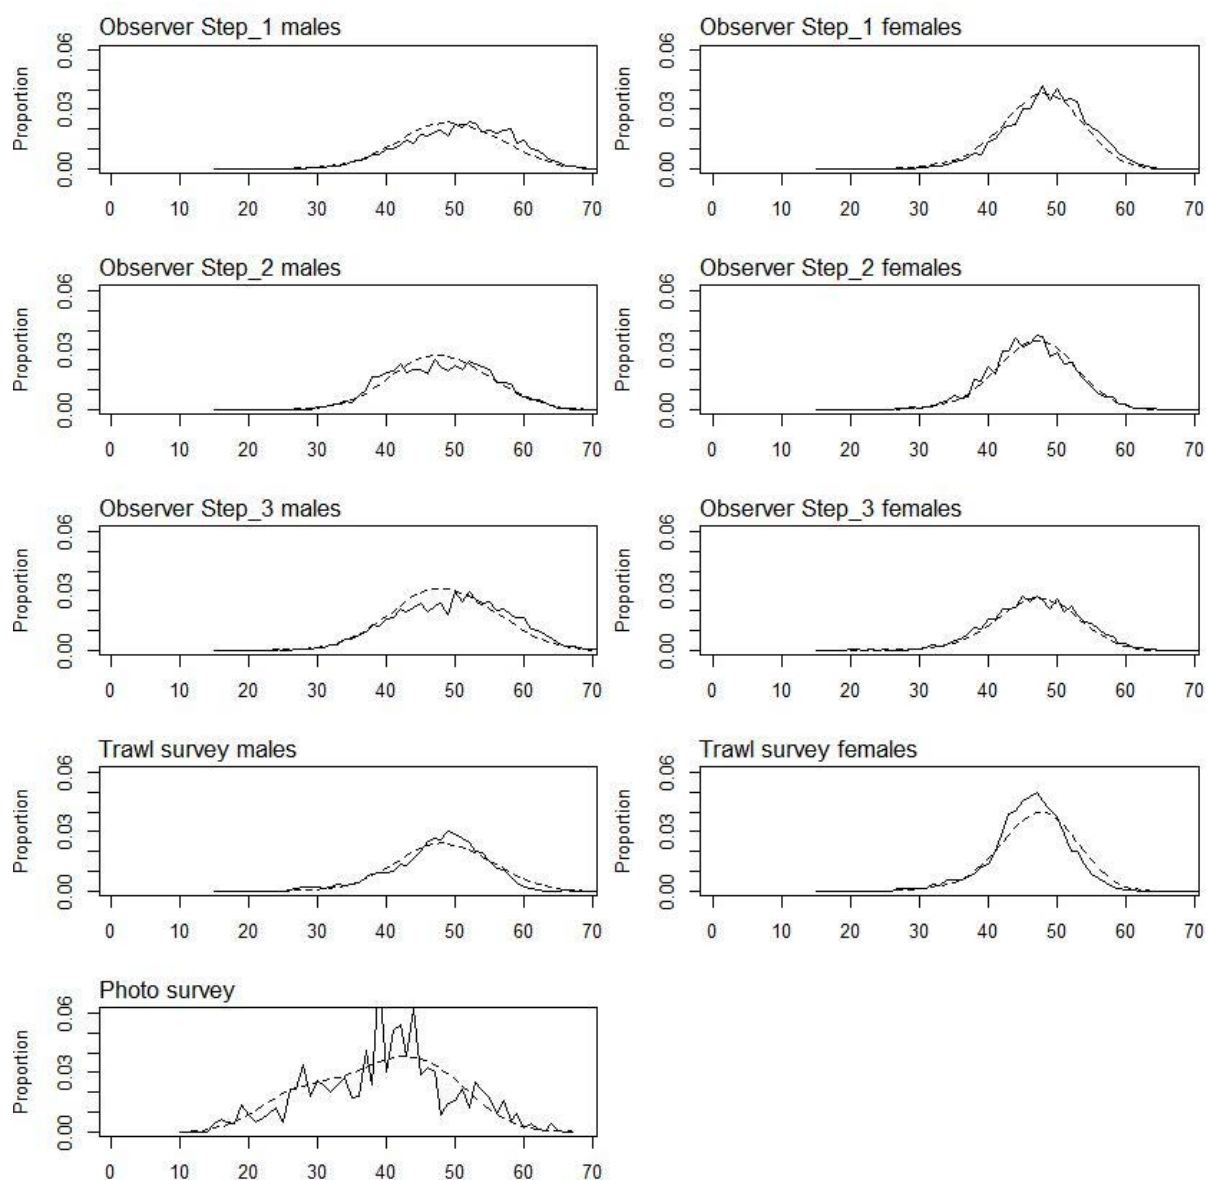 Observer Step_1 males
Observer Step_1 females
Proportion
0.00 0.03 0.06
0 10 20 30 40 50 60 70
Proportion
0.00 0.03 0.06
0 10 20 30 40 50 60 70
Observer Step_2 males
Observer Step_2 females
Proportion
0.00 0.03 0.06
0 10 20 30 40 50 60 70
Proportion
0.00 0.03 0.06
0 10 20 30 40 50 60 70
Observer Step_3 males
Observer Step_3 females
Proportion
0.00 0.03 0.06
0 10 20 30 40 50 60 70
Proportion
0.00 0.03 0.06
0 10 20 30 40 50 60 70
Trawl survey males
Trawl survey females
Proportion
0.00 0.03 0.06
0 10 20 30 40 50 60 70
Proportion
0.00 0.03 0.06
0 10 20 30 40 50 60 70
Photo survey
Proportion
0.00 0.03 0.06
0 10 20 30 40 50 60 70